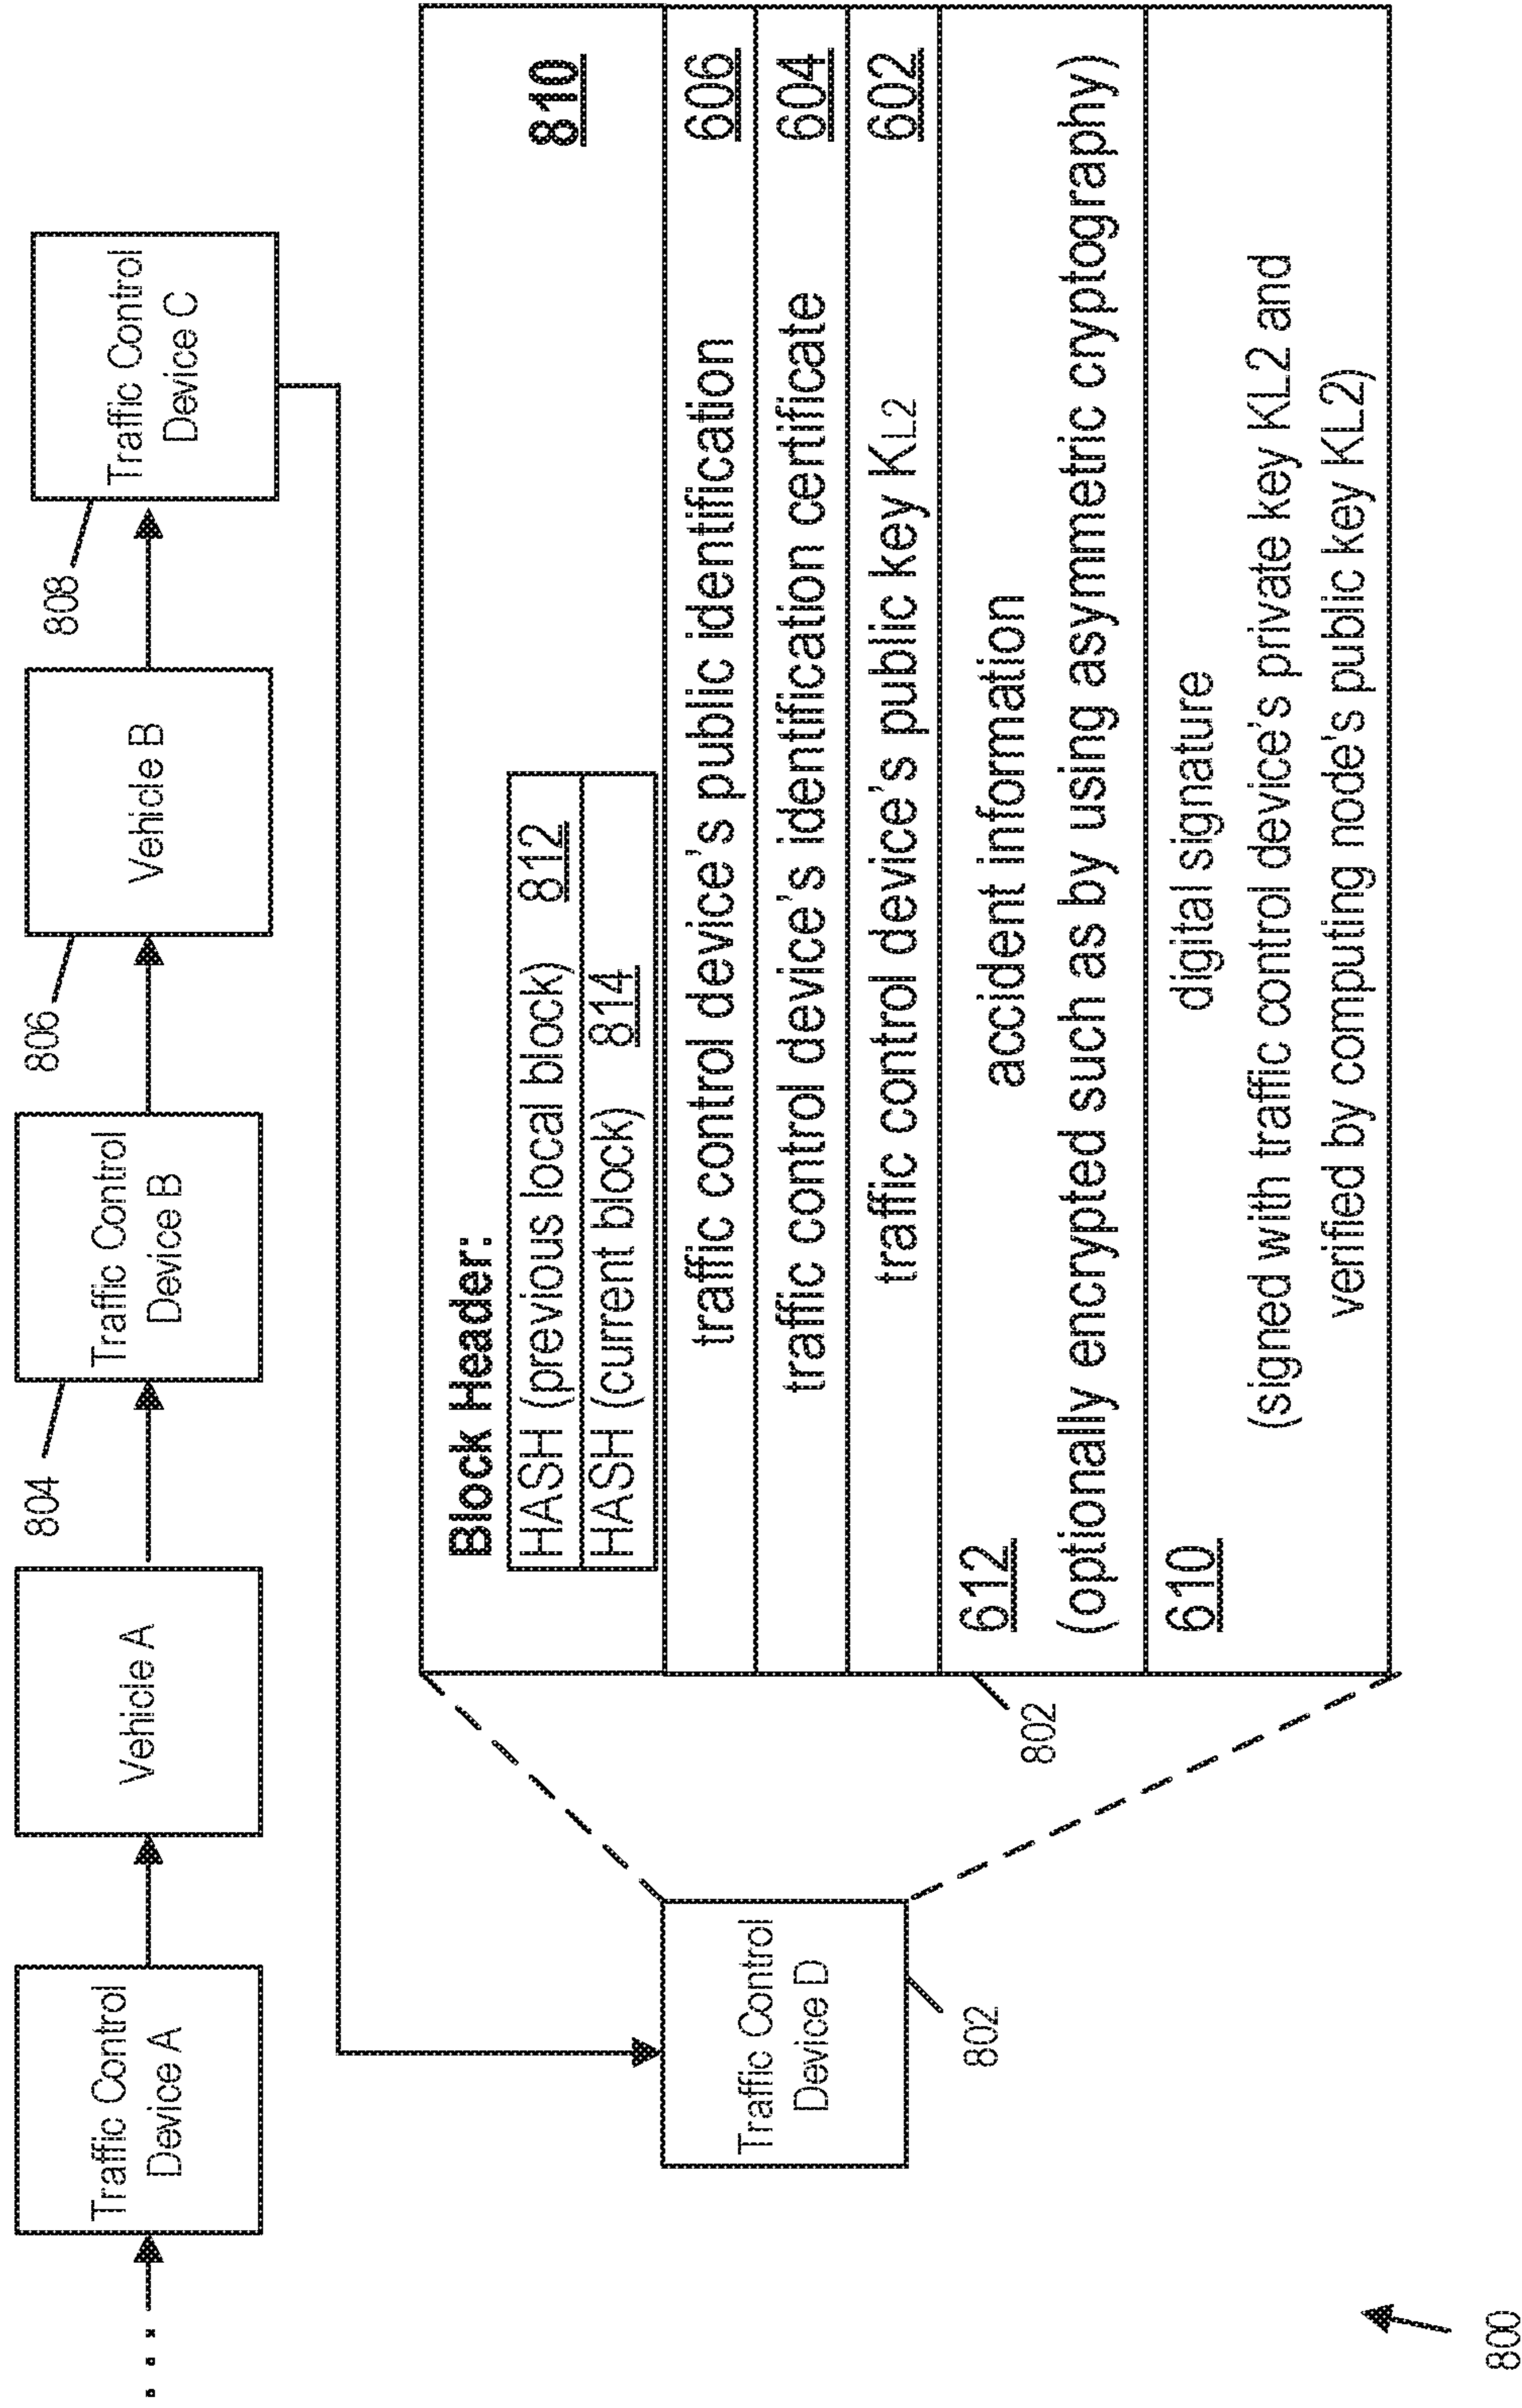 . . .
Traffic Control
Device A
Vehicle A
804
Traffic Control
Device B
806
Vehicle B
808
Traffic Control
Device C
Traffic Control
Device D
802
802
Block Header:
810
HASH (previous local block) 812
HASH (current block) 814
traffic control device's public identification 606
traffic control device's identification certificate 604
traffic control device's public key KL2 602
612 accident information
(optionally encrypted such as by using asymmetric cryptography)
610 digital signature
(signed with traffic control device's private key KL2 and
verified by computing node's public key KL2)
800